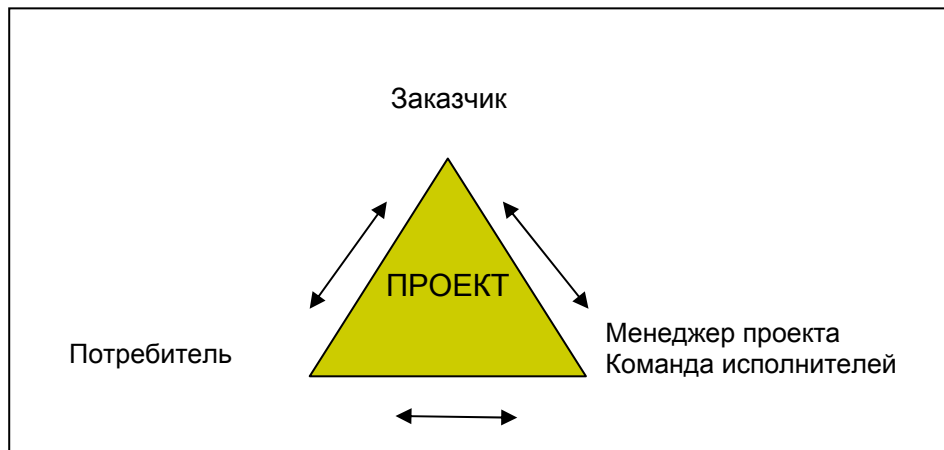 Заказчик
ПРОЕКТ
Потребитель
Менеджер проекта
Команда исполнителей